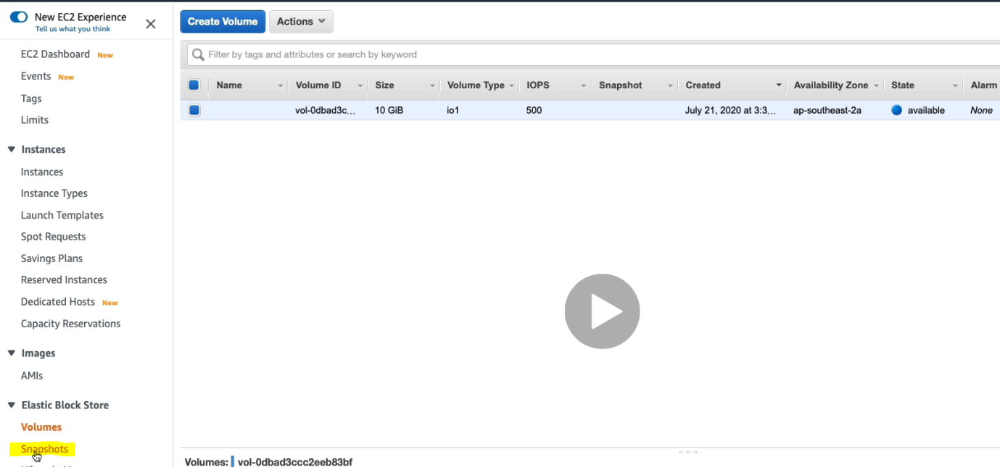 New EC2 Experience
Tell us what you think
EC2 Dashboard New
Events New
Tags
Limits
Instances
Instances
Instance Types
Launch Templates
Spot Requests
Savings Plans
Reserved Instances
Dedicated Hosts New
Capacity Reservations
Images
AMIs
Elastic Block Store
Volumes
Snapshots
Create Volume Actions
Filter by tags and attributes or search by keyword
Name Volume ID Size Volume Type IOPS Snapshot Created Availability Zone State Alarm
vol-0dbad3c... 10 GiB io1 500 July 21, 2020 at 3:3... ap-southeast-2a available None
Volumes: vol-0dbad3ccc2eeb83bf